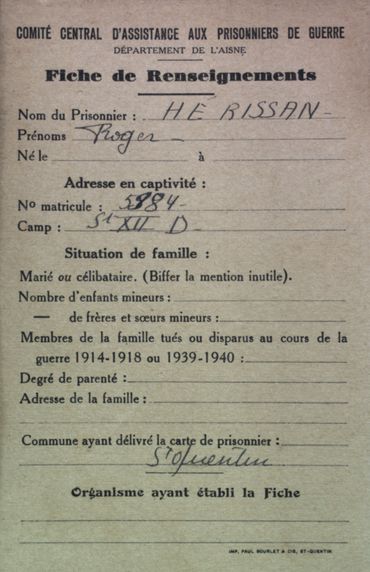 COMITÉ CENTRAL D'ASSISTANCE AUX PRISONNIERS DE GUERRE
DÉPARTEMENT DE L'AISNE
Fiche de Renseignements
Nom du Prisonnier : HÉRISSAN
Prénoms Roger
Né le à
Adresse en captivité :
No matricule : 5884
Camp : St XII D
Situation de famille :
Marié ou célibataire. (Biffer la mention inutile).
Nombre d'enfants mineurs :
— de frères et sœurs mineurs :
Membres de la famille tués ou disparus au cours de la
guerre 1914-1918 ou 1939-1940 :
Degré de parenté :
Adresse de la famille :
Commune ayant délivré la carte de prisonnier :
St Quentin
Organisme ayant établi la Fiche
IMP. PAUL BOURLET & CIE, ST-QUENTIN